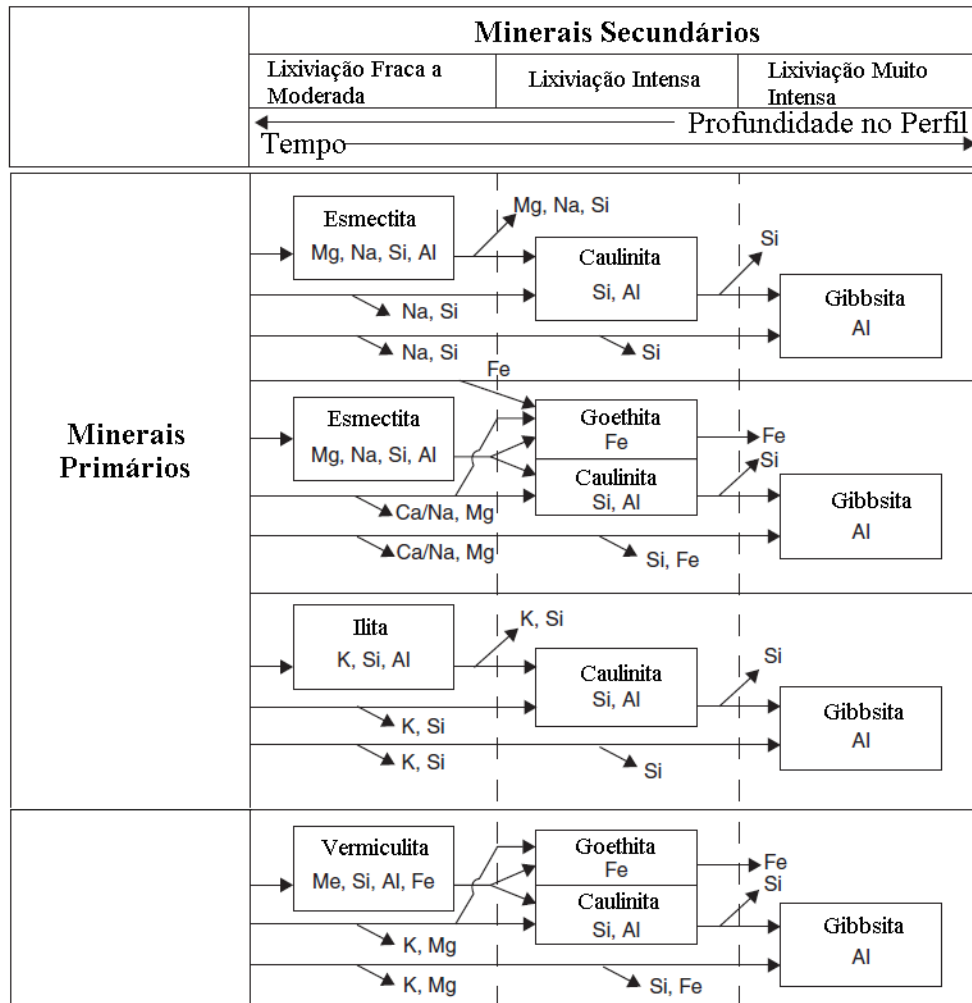 Minerais Secundários
Lixiviação Fraca a
Moderada
Lixiviação Intensa
Lixiviação Muito
Intensa
Profundidade no Perfil
Tempo
Minerais
Primários
Esmectita
Mg, Na, Si, Al
Mg, Na, Si
Caulinita
Si, Al
Si
Gibbsita
Al
Na, Si
Na, Si
Si
Fe
Esmectita
Mg, Na, Si, Al
Goethita
Fe
Fe
Caulinita
Si, Al
Si
Gibbsita
Al
Ca/Na, Mg
Ca/Na, Mg
Si, Fe
Ilita
K, Si, Al
K, Si
Caulinita
Si, Al
Si
Gibbsita
Al
K, Si
K, Si
Si
Vermiculita
Me, Si, Al, Fe
Goethita
Fe
Fe
Caulinita
Si, Al
Si
Gibbsita
Al
K, Mg
K, Mg
Si, Fe